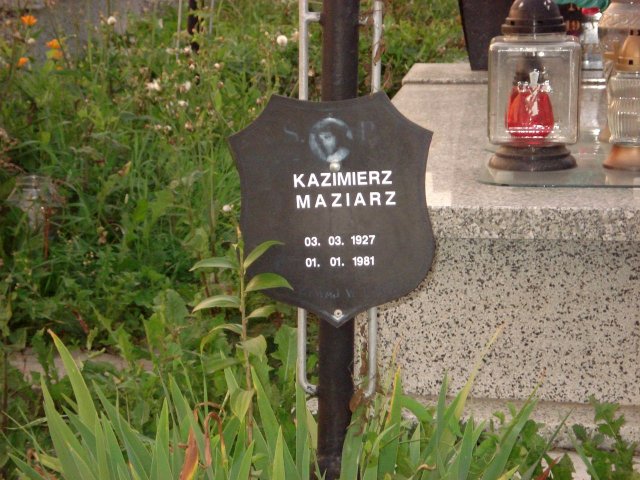 S P
KAZIMIERZ
MAZIARZ
03. 03. 1927
01. 01. 1981